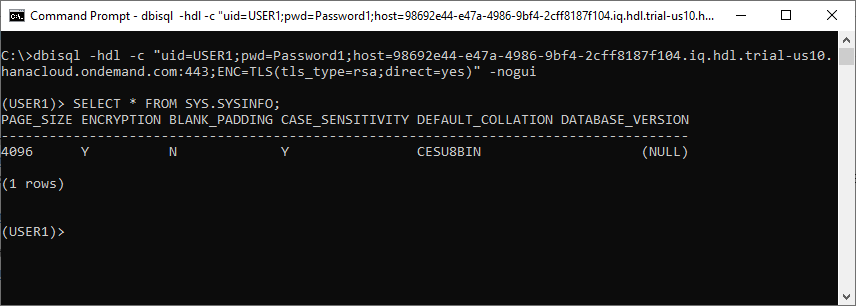 Command Prompt - dbisql -hdl -c "uid=USER1;pwd=Password1;host=98692e44-e47a-4986-9bf4-2cff8187f104.iq.hdl.trial-us10.h...
C:\>dbisql -hdl -c "uid=USER1;pwd=Password1;host=98692e44-e47a-4986-9bf4-2cff8187f104.iq.hdl.trial-us10.
hanacloud.ondemand.com:443;ENC=TLS(tls_type=rsa;direct=yes)" -nogui
(USER1)> SELECT * FROM SYS.SYSINFO;
PAGE_SIZE ENCRYPTION BLANK_PADDING CASE_SENSITIVITY DEFAULT_COLLATION DATABASE_VERSION
--------------------------------------------------------------------------------------
4096      Y          N             Y                CESU8BIN                    (NULL)
(1 rows)
(USER1)>